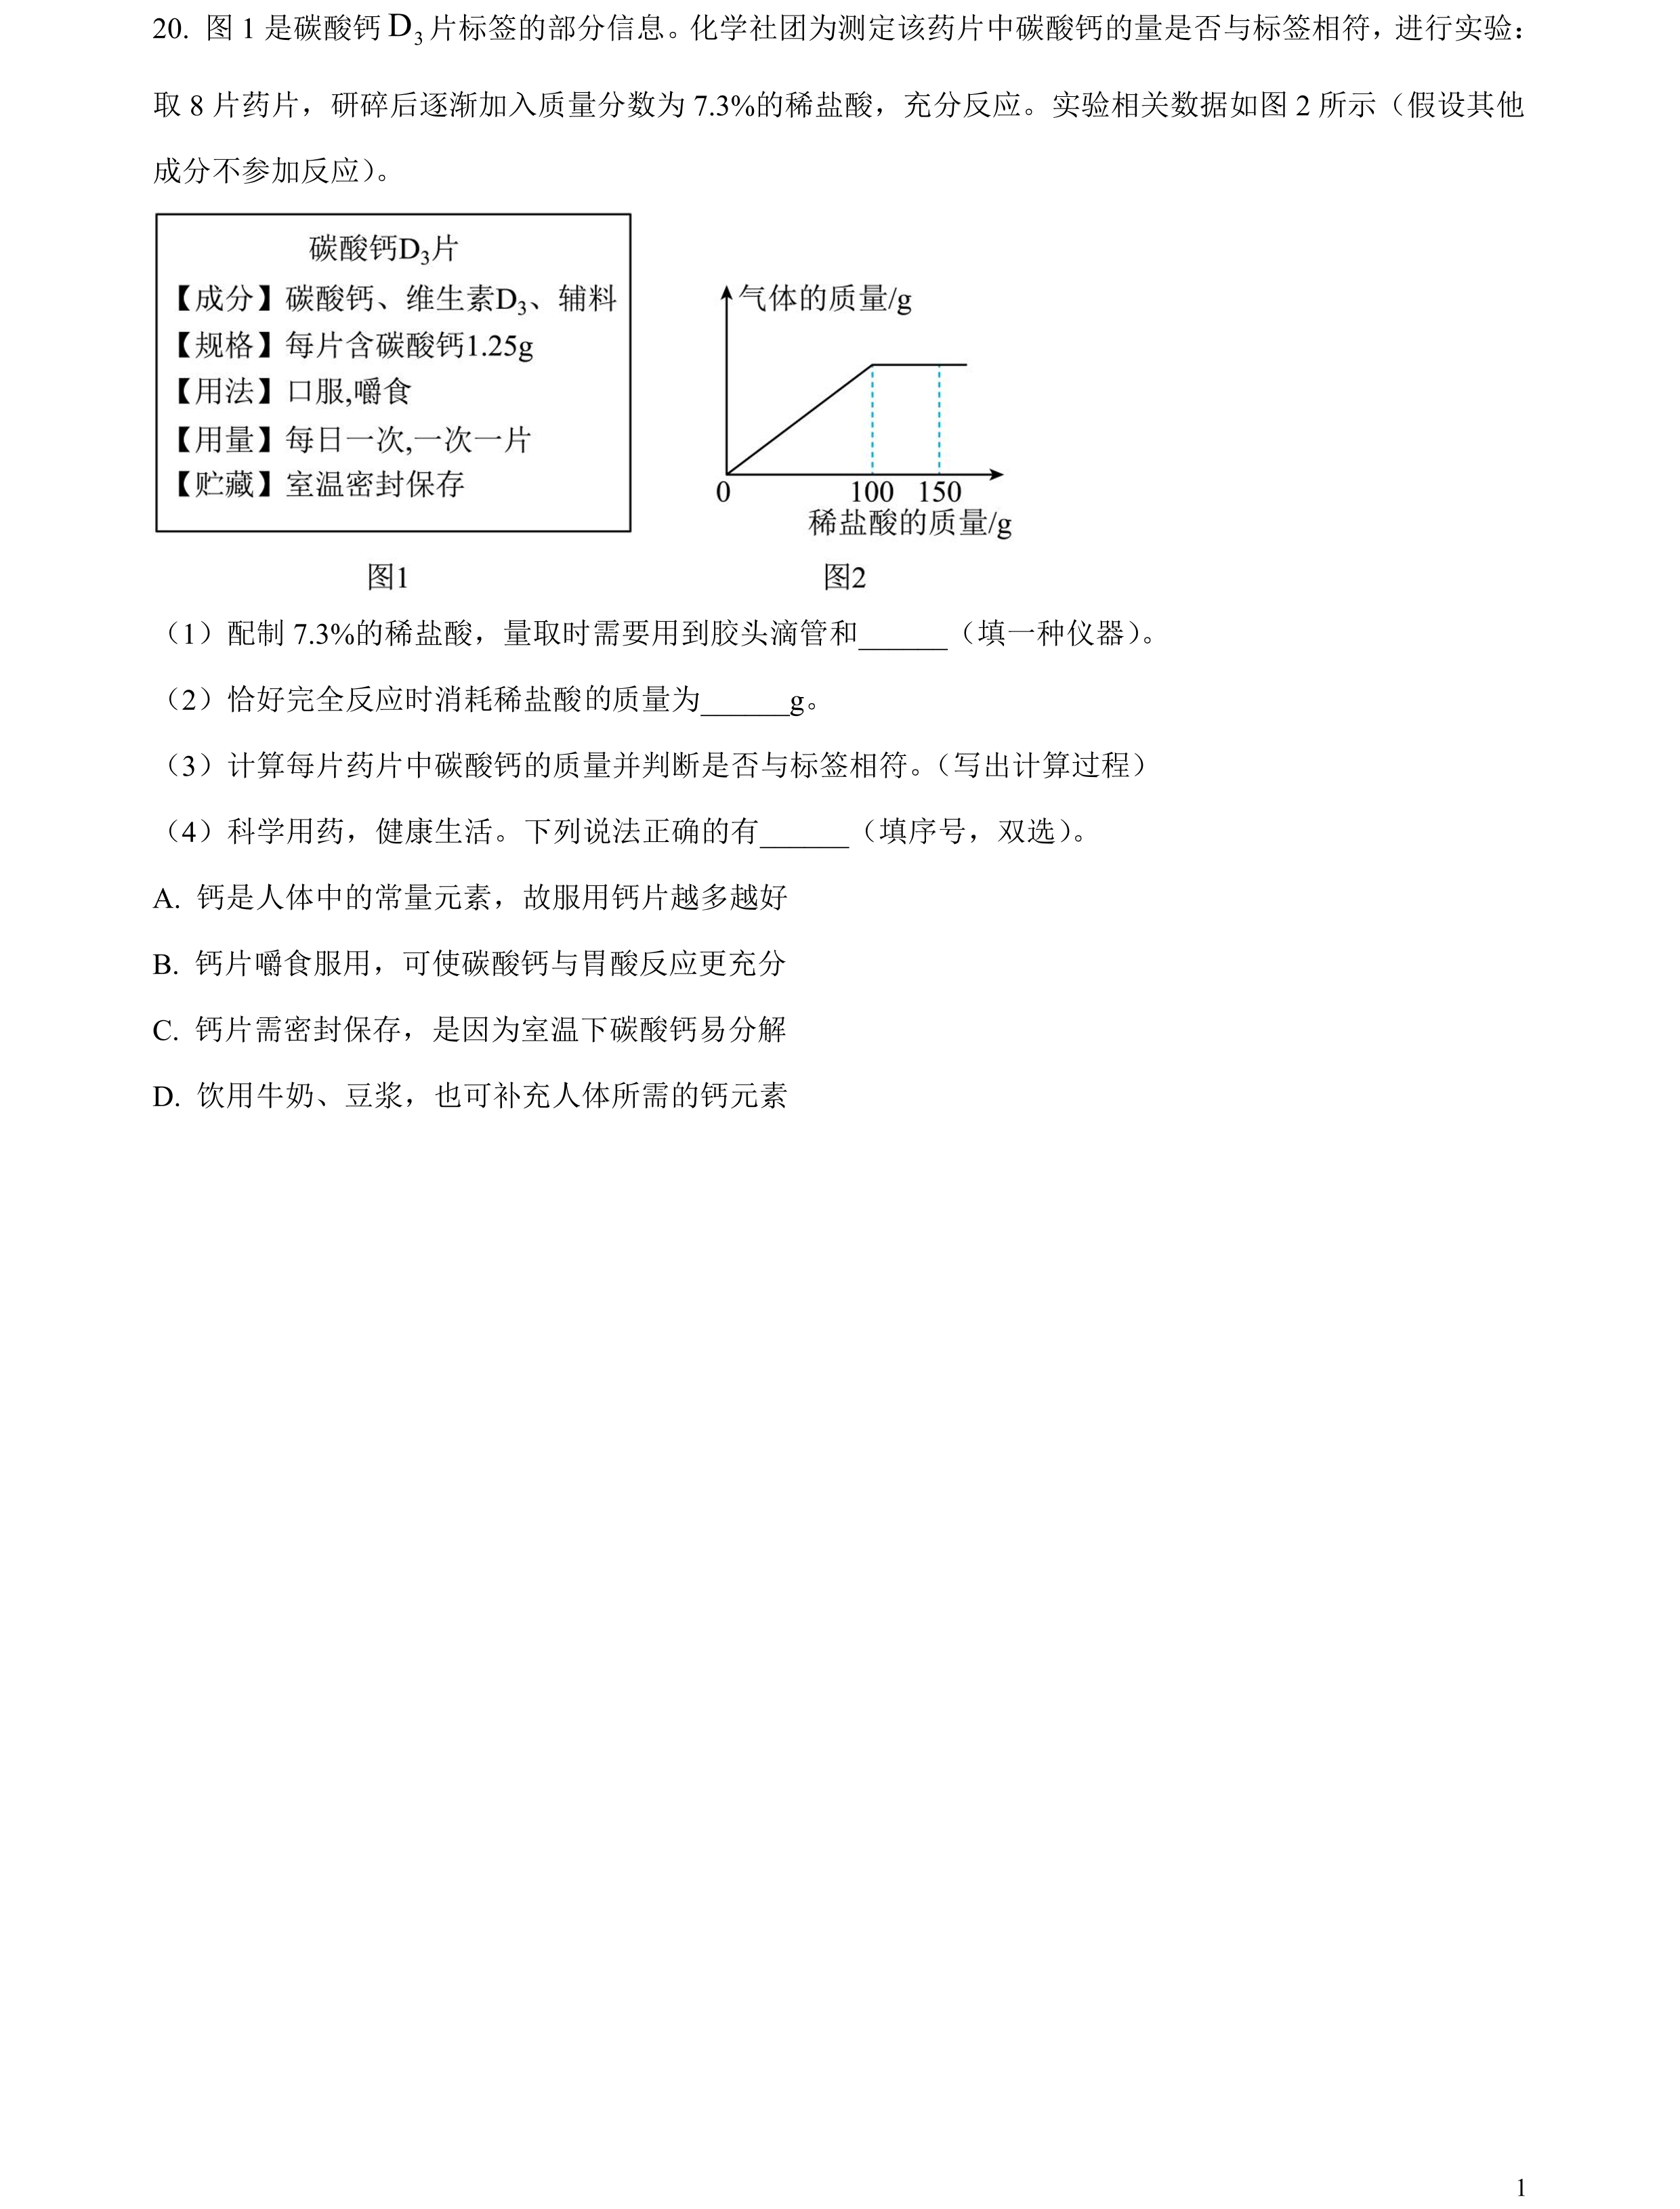 20. 图 1 是碳酸钙 D₃ 片标签的部分信息。化学社团为测定该药片中碳酸钙的量是否与标签相符，进行实验：
取 8 片药片，研碎后逐渐加入质量分数为 7.3%的稀盐酸，充分反应。实验相关数据如图 2 所示（假设其他
成分不参加反应）。
碳酸钙D₃片
【成分】碳酸钙、维生素D₃、辅料
【规格】每片含碳酸钙1.25g
【用法】口服,嚼食
【用量】每日一次,一次一片
【贮藏】室温密封保存
图1
气体的质量/g
0 100 150
稀盐酸的质量/g
图2
（1）配制 7.3%的稀盐酸，量取时需要用到胶头滴管和______（填一种仪器）。
（2）恰好完全反应时消耗稀盐酸的质量为______g。
（3）计算每片药片中碳酸钙的质量并判断是否与标签相符。（写出计算过程）
（4）科学用药，健康生活。下列说法正确的有______（填序号，双选）。
A. 钙是人体中的常量元素，故服用钙片越多越好
B. 钙片嚼食服用，可使碳酸钙与胃酸反应更充分
C. 钙片需密封保存，是因为室温下碳酸钙易分解
D. 饮用牛奶、豆浆，也可补充人体所需的钙元素
1